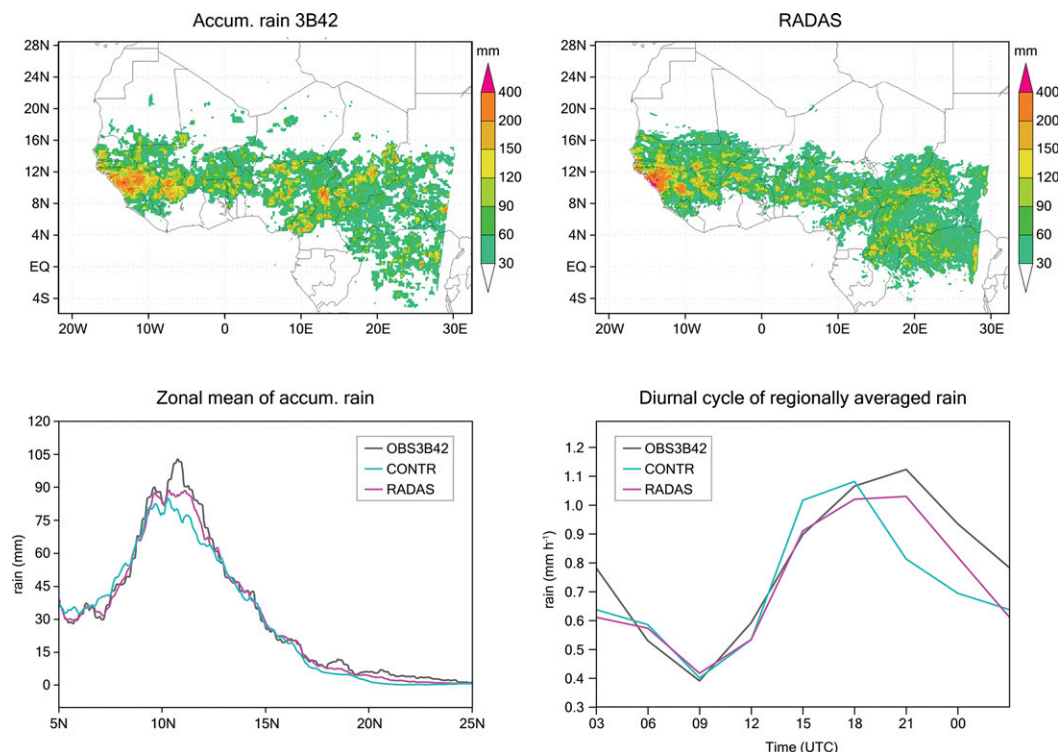 Accum. rain 3B42
RADAS
28N
24N
20N
16N
12N
8N
4N
EQ
4S
20W
10W
0
10E
20E
30E
mm
400
200
150
120
90
60
30
28N
24N
20N
16N
12N
8N
4N
EQ
4S
20W
10W
0
10E
20E
30E
mm
400
200
150
120
90
60
30
Zonal mean of accum. rain
rain (mm)
120
105
90
75
60
45
30
15
0
5N
10N
15N
20N
25N
OBS3B42
CONTR
RADAS
Diurnal cycle of regionally averaged rain
rain (mm h⁻¹)
1.2
1.1
1.0
0.9
0.8
0.7
0.6
0.5
0.4
0.3
03
06
09
12
15
18
21
00
Time (UTC)
OBS3B42
CONTR
RADAS